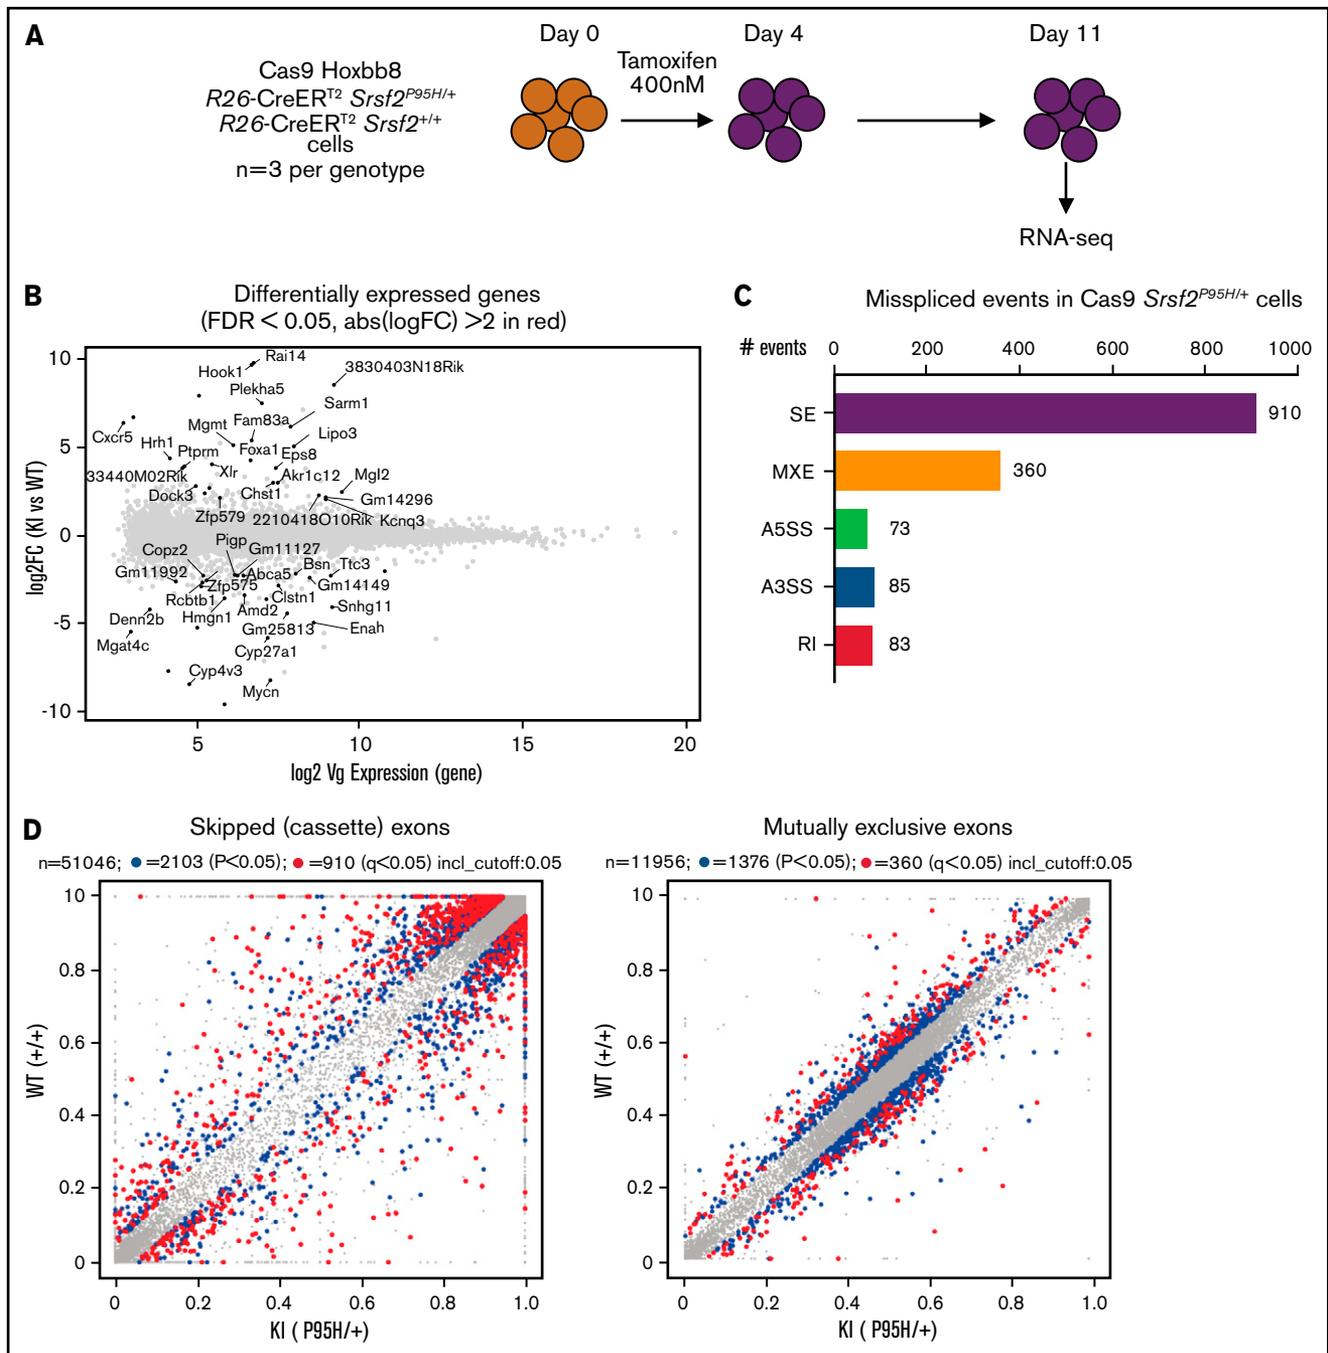 A
Cas9 Hoxbb8
R26-CreERT2 Srsf2P95H/+
R26-CreERT2 Srsf2+/+
cells
n=3 per genotype
Day 0
Tamoxifen
400nM
Day 4
Day 11
RNA-seq
B
Differentially expressed genes
(FDR < 0.05, abs(logFC) >2 in red)
log2FC (KI vs WT)
10
5
0
-5
-10
Rai14
Hook1
3830403N18Rik
Plekha5
Sarm1
Cxcr5
Mgmt
Fam83a
Lipo3
Hrh1
Ptprm
Foxa1
Eps8
33440M02Rik
Xlr
Akr1c12
Mgl2
Dock3
Chst1
Gm14296
Zfp579
2210418O10Rik
Kcnq3
Pigp
Copz2
Gm11127
Gm11992
Abca5
Bsn
Ttc3
Zfp575
Gm14149
Rcbtb1
Clstn1
Hmgn1
Amd2
Snhg11
Denn2b
Gm25813
Enah
Mgat4c
Cyp27a1
Cyp4v3
Mycn
5
10
15
20
log2 Vg Expression (gene)
C
Misspliced events in Cas9 Srsf2P95H/+ cells
# events
0
200
400
600
800
1000
SE
910
MXE
360
A5SS
73
A3SS
85
RI
83
D
Skipped (cassette) exons
n=51046; =2103 (P<0.05); =910 (q<0.05) incl_cutoff:0.05
WT (+/+)
10
0.8
0.6
0.4
0.2
0
0
0.2
0.4
0.6
0.8
1.0
KI ( P95H/+)
Mutually exclusive exons
n=11956; =1376 (P<0.05); =360 (q<0.05) incl_cutoff:0.05
WT (+/+)
10
0.8
0.6
0.4
0.2
0
0
0.2
0.4
0.6
0.8
1.0
KI ( P95H/+)